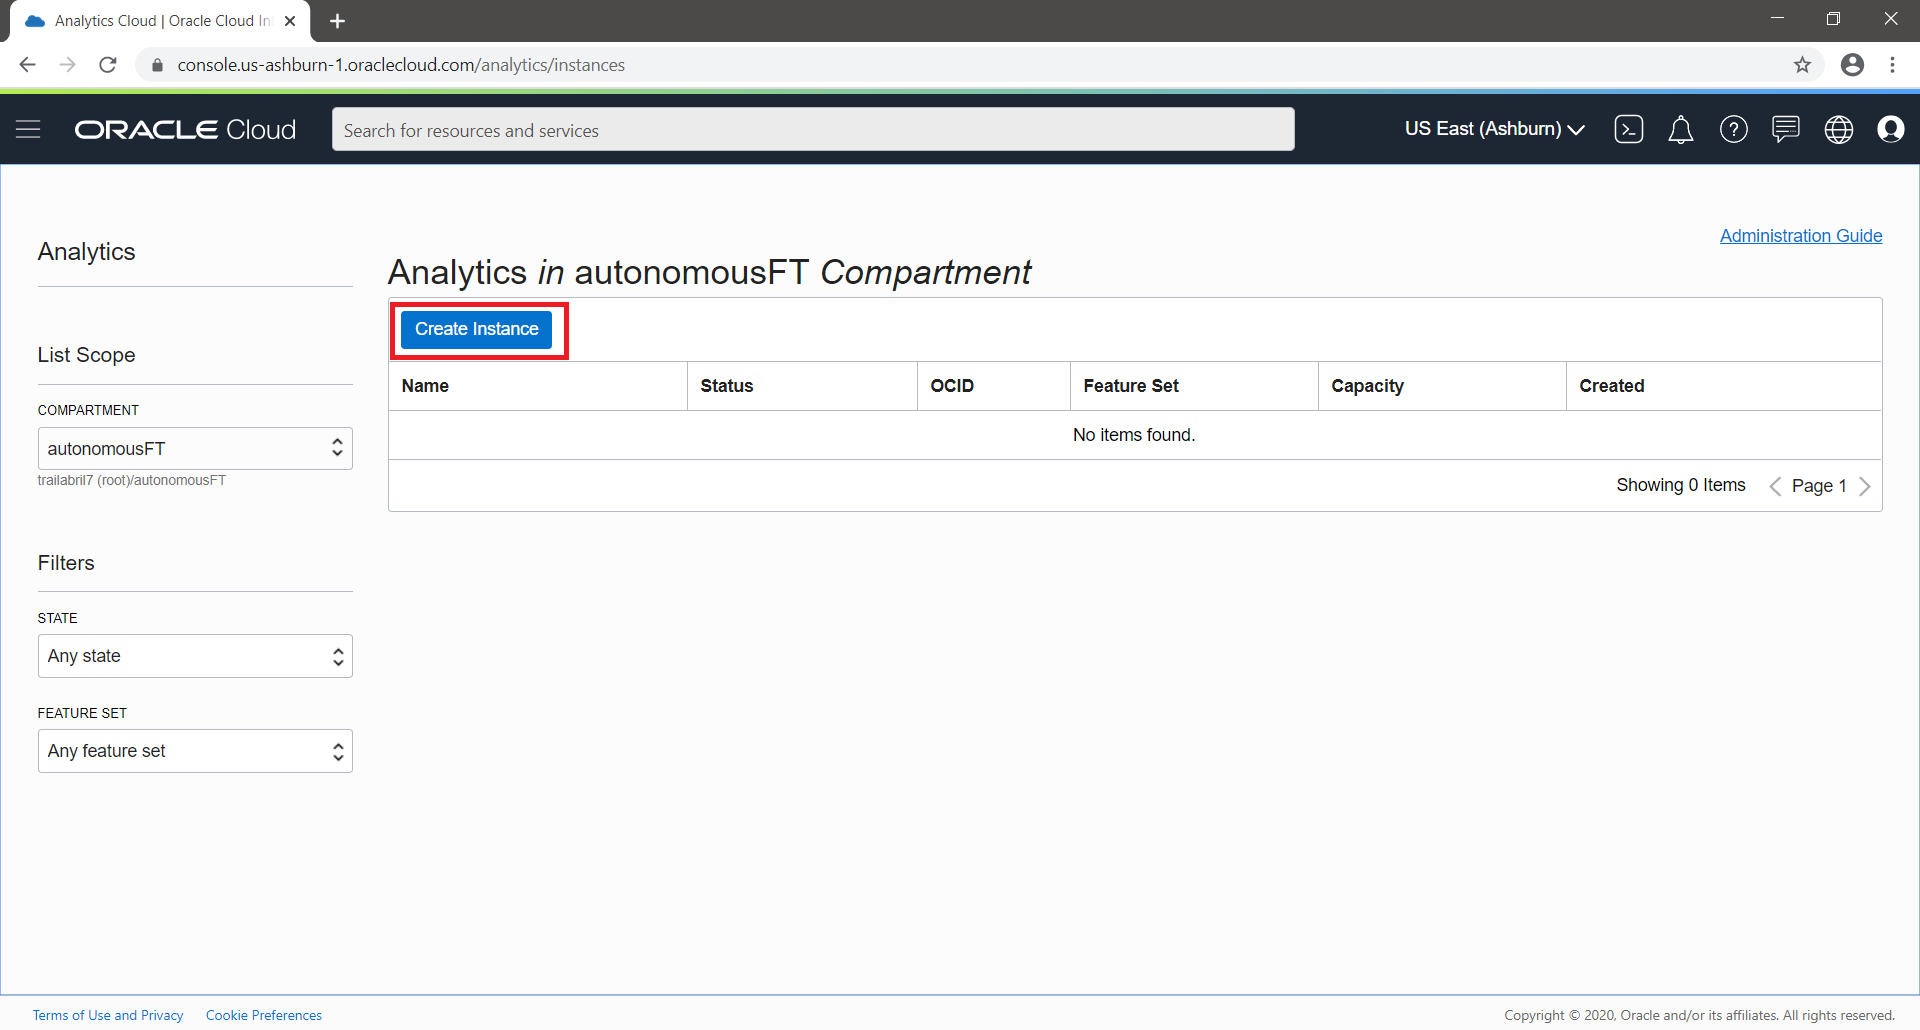 Analytics Cloud | Oracle Cloud In
console.us-ashburn-1.oraclecloud.com/analytics/instances
ORACLE Cloud
Search for resources and services
US East (Ashburn)
Administration Guide
Analytics
Analytics in autonomousFT Compartment
Create Instance
List Scope
Name Status OCID Feature Set Capacity Created
COMPARTMENT
No items found.
autonomousFT
trailabril7 (root)/autonomousFT
Showing 0 Items Page 1
Filters
STATE
Any state
FEATURE SET
Any feature set
Terms of Use and Privacy Cookie Preferences
Copyright © 2020, Oracle and/or its affiliates. All rights reserved.